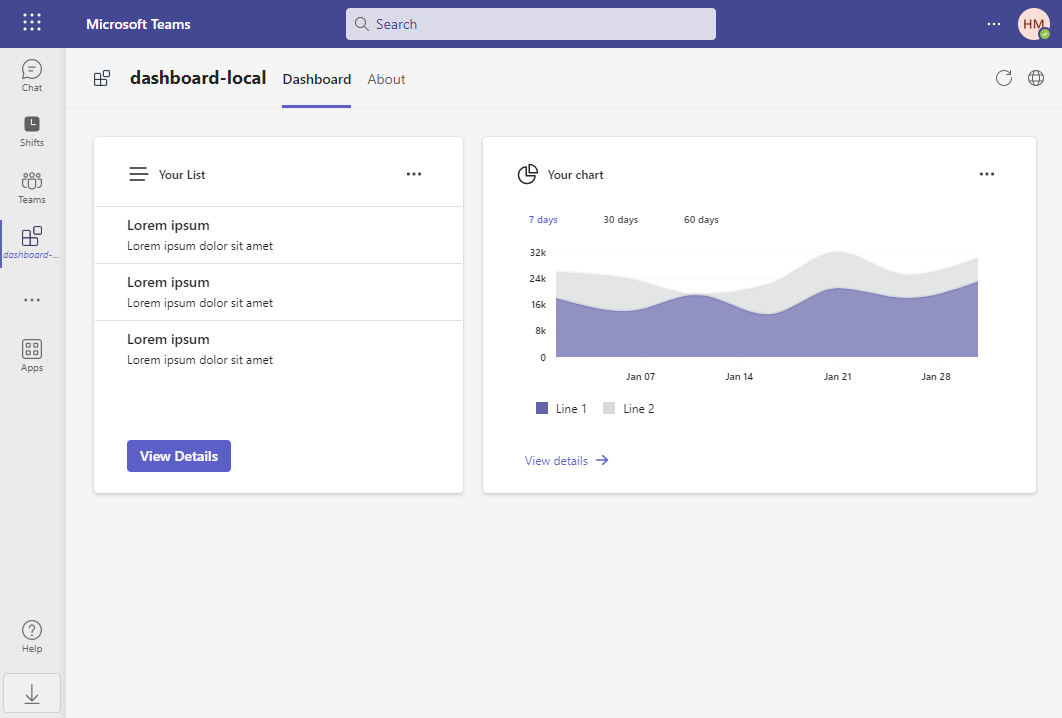 Microsoft Teams
Search
HM
Chat
Shifts
Teams
dashboard-...
Apps
Help
dashboard-local
Dashboard
About
Your List
Lorem ipsum
Lorem ipsum dolor sit amet
Lorem ipsum
Lorem ipsum dolor sit amet
Lorem ipsum
Lorem ipsum dolor sit amet
View Details
Your chart
7 days
30 days
60 days
32k
24k
16k
8k
0
Jan 07
Jan 14
Jan 21
Jan 28
Line 1
Line 2
View details